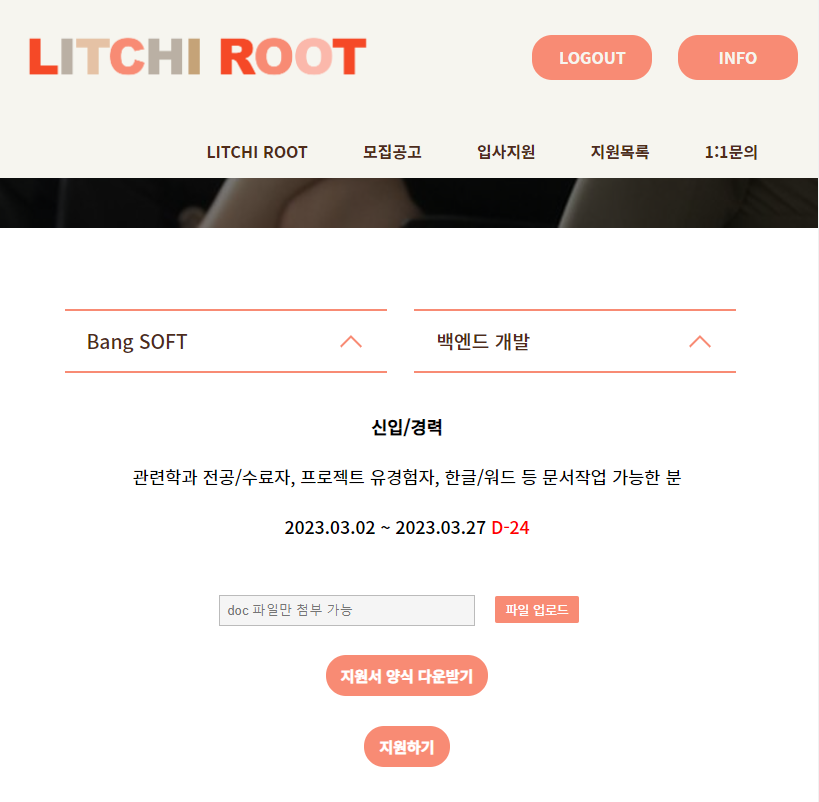 LITCHI ROOT
LOGOUT
INFO
LITCHI ROOT
모집공고
입사지원
지원목록
1:1문의
Bang SOFT
백엔드 개발
신입/경력
관련학과 전공/수료자, 프로젝트 유경험자, 한글/워드 등 문서작업 가능한 분
2023.03.02 ~ 2023.03.27 D-24
doc 파일만 첨부 가능
파일 업로드
지원서 양식 다운받기
지원하기